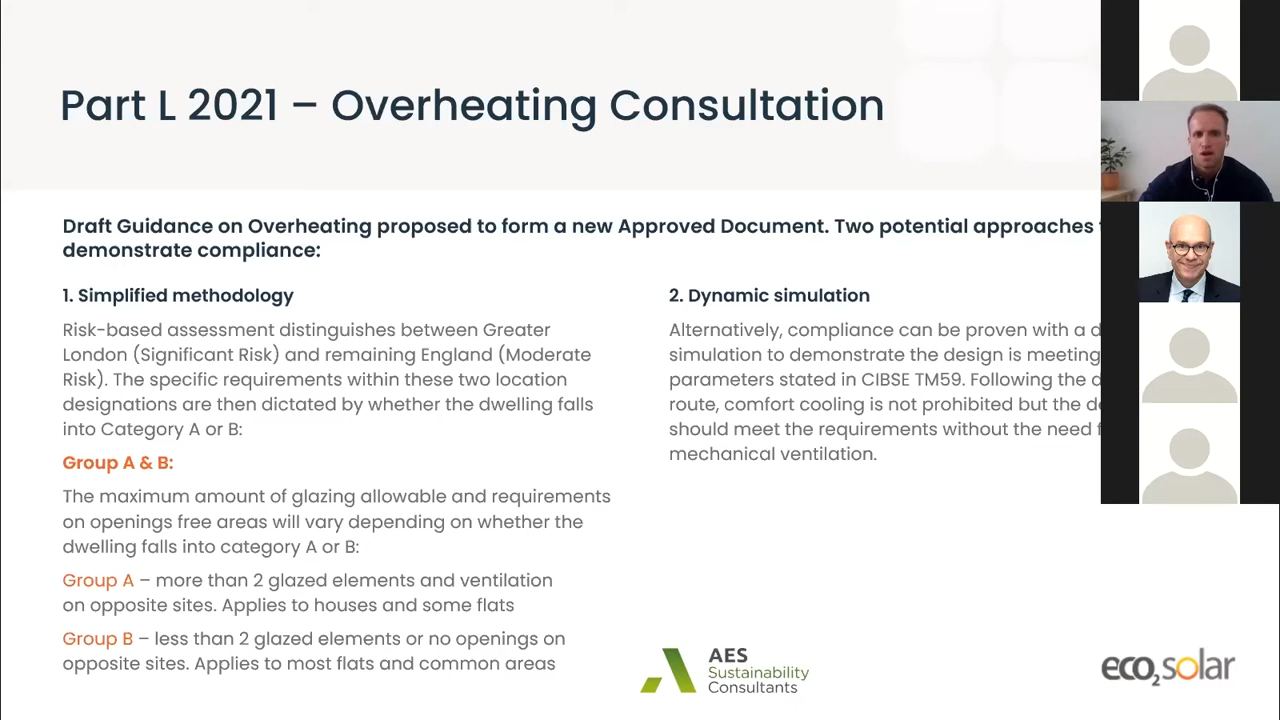 Part L 2021 – Overheating Consultation
Draft Guidance on Overheating proposed to form a new Approved Document. Two potential approaches
demonstrate compliance:
1. Simplified methodology
Risk-based assessment distinguishes between Greater
London (Significant Risk) and remaining England (Moderate
Risk). The specific requirements within these two location
designations are then dictated by whether the dwelling falls
into Category A or B:
Group A & B:
The maximum amount of glazing allowable and requirements
on openings free areas will vary depending on whether the
dwelling falls into category A or B:
Group A – more than 2 glazed elements and ventilation
on opposite sites. Applies to houses and some flats
Group B – less than 2 glazed elements or no openings on
opposite sites. Applies to most flats and common areas
2. Dynamic simulation
Alternatively, compliance can be proven with a
simulation to demonstrate the design is meeting
parameters stated in CIBSE TM59. Following the
route, comfort cooling is not prohibited but the
should meet the requirements without the need
mechanical ventilation.
AES
Sustainability
Consultants
eco2solar